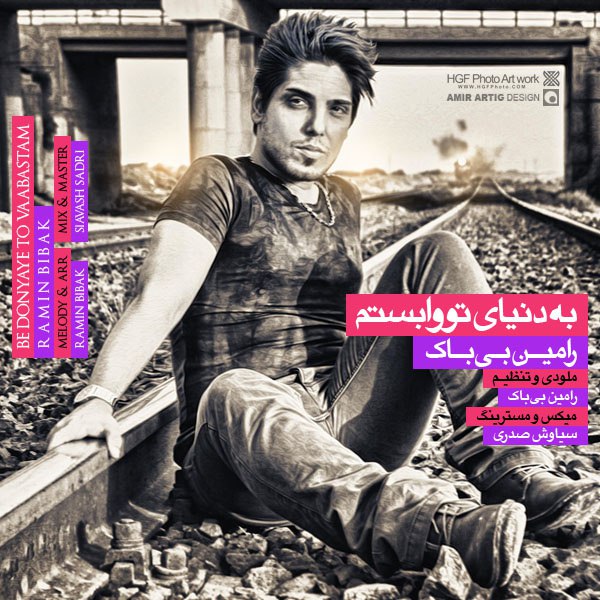 HGF Photo Art work
WWW.HGFPhoto.COM
AMIR ARTIG DESIGN
BE DONYAYE TO VAABASTAM
RAMIN BIBAK
MELODY & ARR
RAMIN BIBAK
MIX & MASTER
SIAVASH SADRI
به دنیای تو وابستم
رامین بی باک
ملودی و تنظیم
رامین بی باک
میکس و مسترینگ
سیاوش صدری